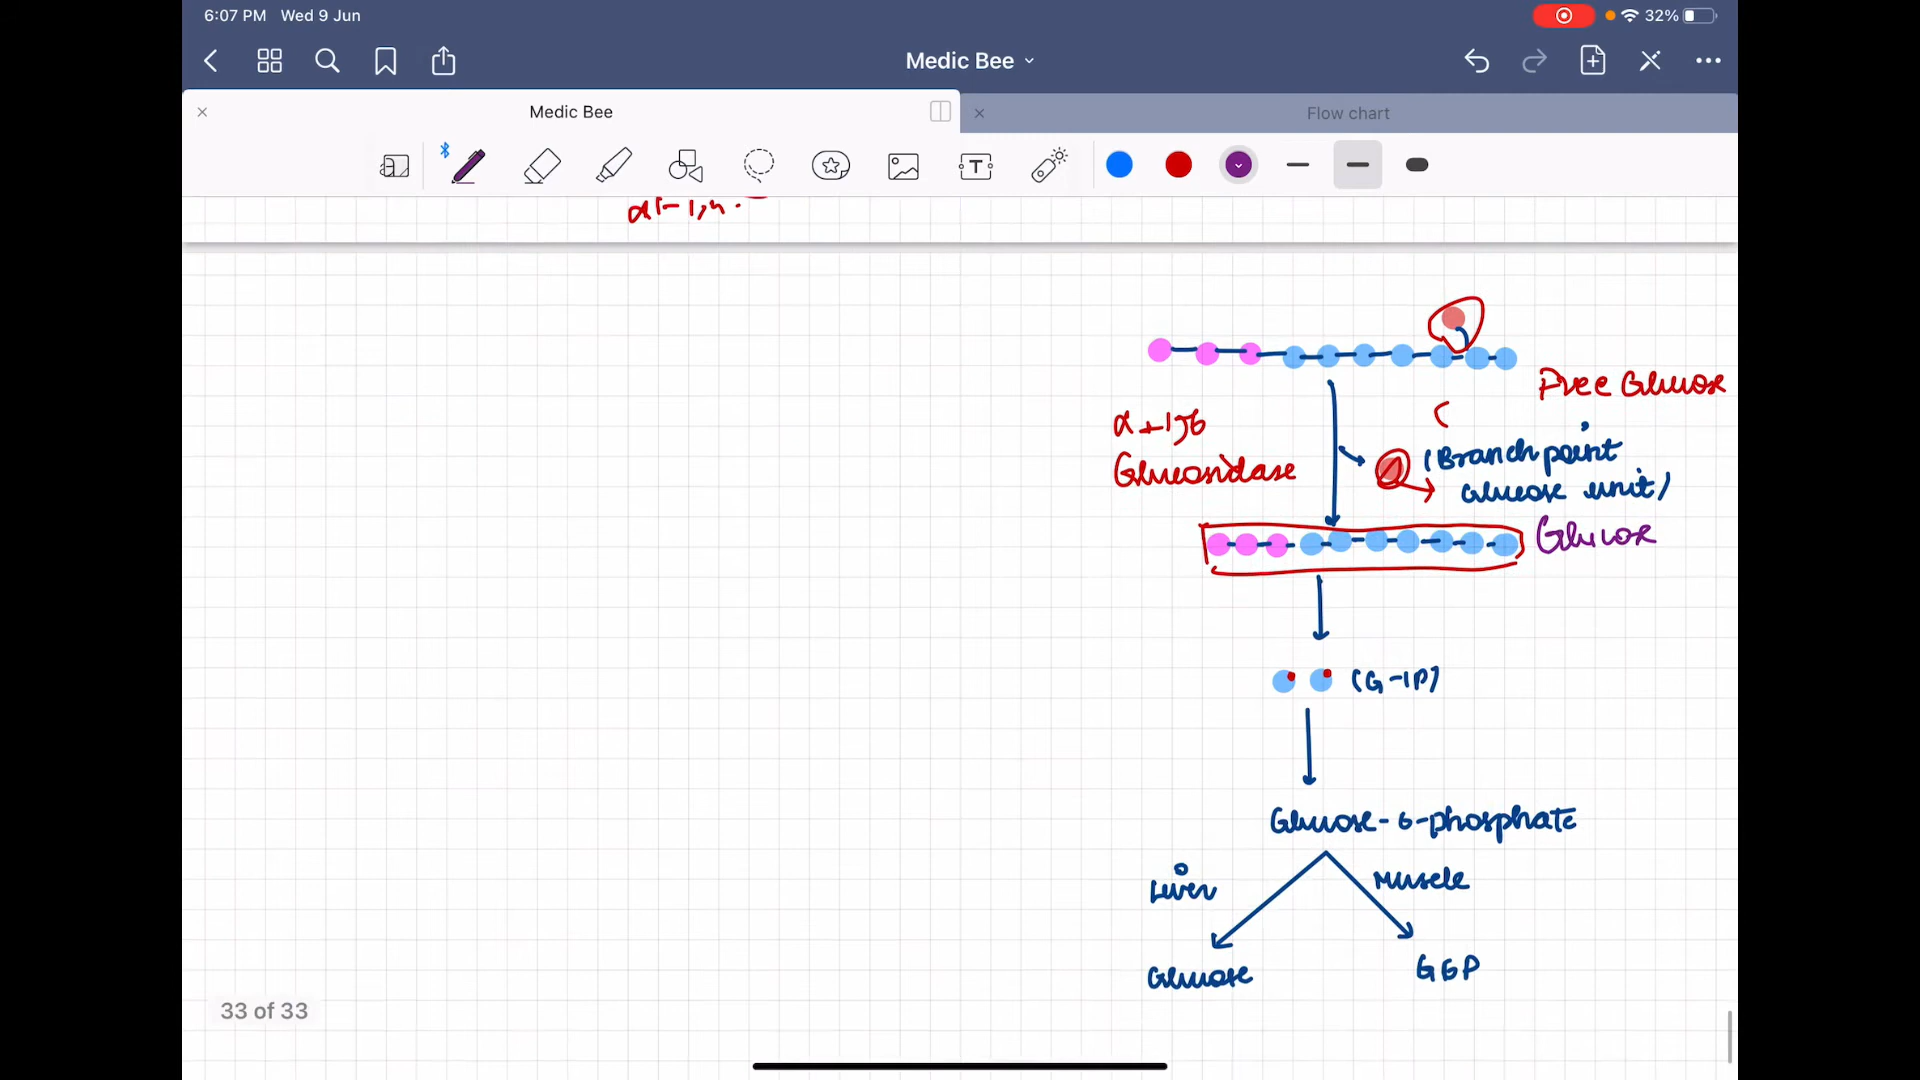 6:07 PM Wed 9 Jun
32%
Medic Bee
Medic Bee
Flow chart
T
Free Glucose
α-1,6
Glucosidase
(Branch point
Glucose unit)
Glucose
(G-1P)
Glucose-6-phosphate
Liver
Muscle
Glucose
G6P
33 of 33